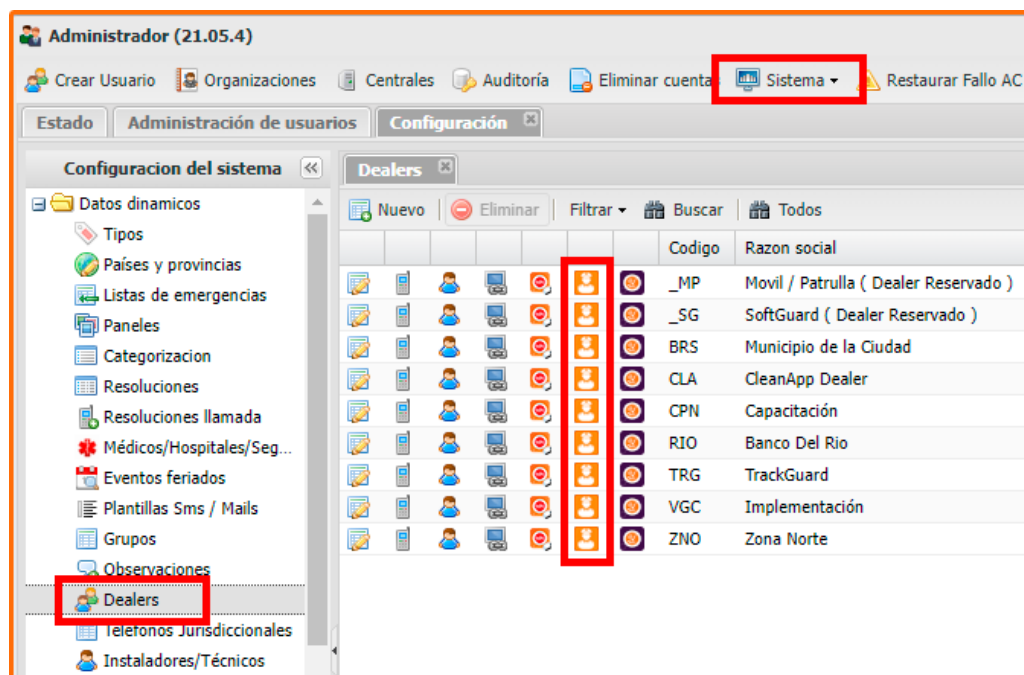 Administrador (21.05.4)
Crear Usuario Organizaciones Centrales Auditoría Eliminar cuentas Sistema Restaurar Fallo AC
Estado Administración de usuarios Configuración
Configuracion del sistema
Dealers
Datos dinamicos
Tipos
Países y provincias
Listas de emergencias
Paneles
Categorizacion
Resoluciones
Resoluciones llamada
Médicos/Hospitales/Seg...
Eventos feriados
Plantillas Sms / Mails
Grupos
Observaciones
Dealers
Telefonos Jurisdiccionales
Instaladores/Técnicos
Nuevo Eliminar Filtrar Buscar Todos
Codigo Razon social
_MP Movil / Patrulla ( Dealer Reservado )
_SG SoftGuard ( Dealer Reservado )
BRS Municipio de la Ciudad
CLA CleanApp Dealer
CPN Capacitación
RIO Banco Del Rio
TRG TrackGuard
VGC Implementación
ZNO Zona Norte